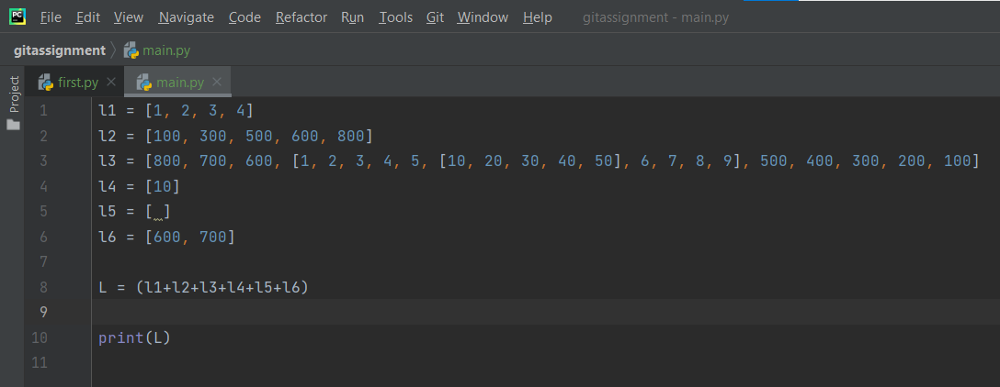 PC File Edit View Navigate Code Refactor Run Tools Git Window Help gitassignment - main.py
gitassignment main.py
Project
first.py main.py
1 l1 = [1, 2, 3, 4]
2 l2 = [100, 300, 500, 600, 800]
3 l3 = [800, 700, 600, [1, 2, 3, 4, 5, [10, 20, 30, 40, 50], 6, 7, 8, 9], 500, 400, 300, 200, 100]
4 l4 = [10]
5 l5 = [ ]
6 l6 = [600, 700]
7
8 L = (l1+l2+l3+l4+l5+l6)
9
10 print(L)
11